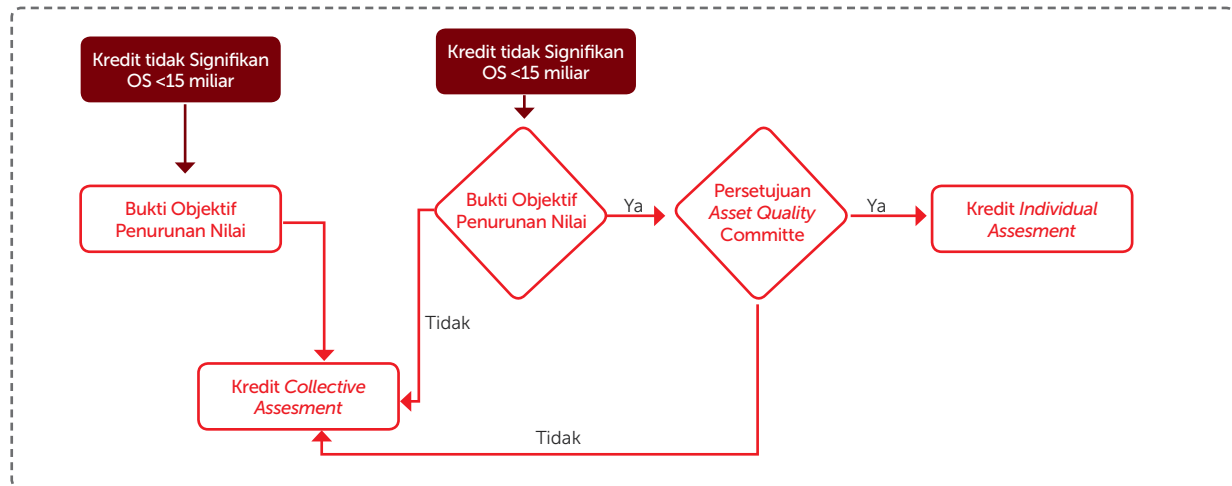 Kredit tidak Signifikan
OS <15 miliar
Kredit tidak Signifikan
OS <15 miliar
Bukti Objektif
Penurunan Nilai
Bukti Objektif
Penurunan Nilai
Ya
Persetujuan
Asset Quality
Committe
Ya
Kredit Individual
Assesment
Tidak
Kredit Collective
Assesment
Tidak